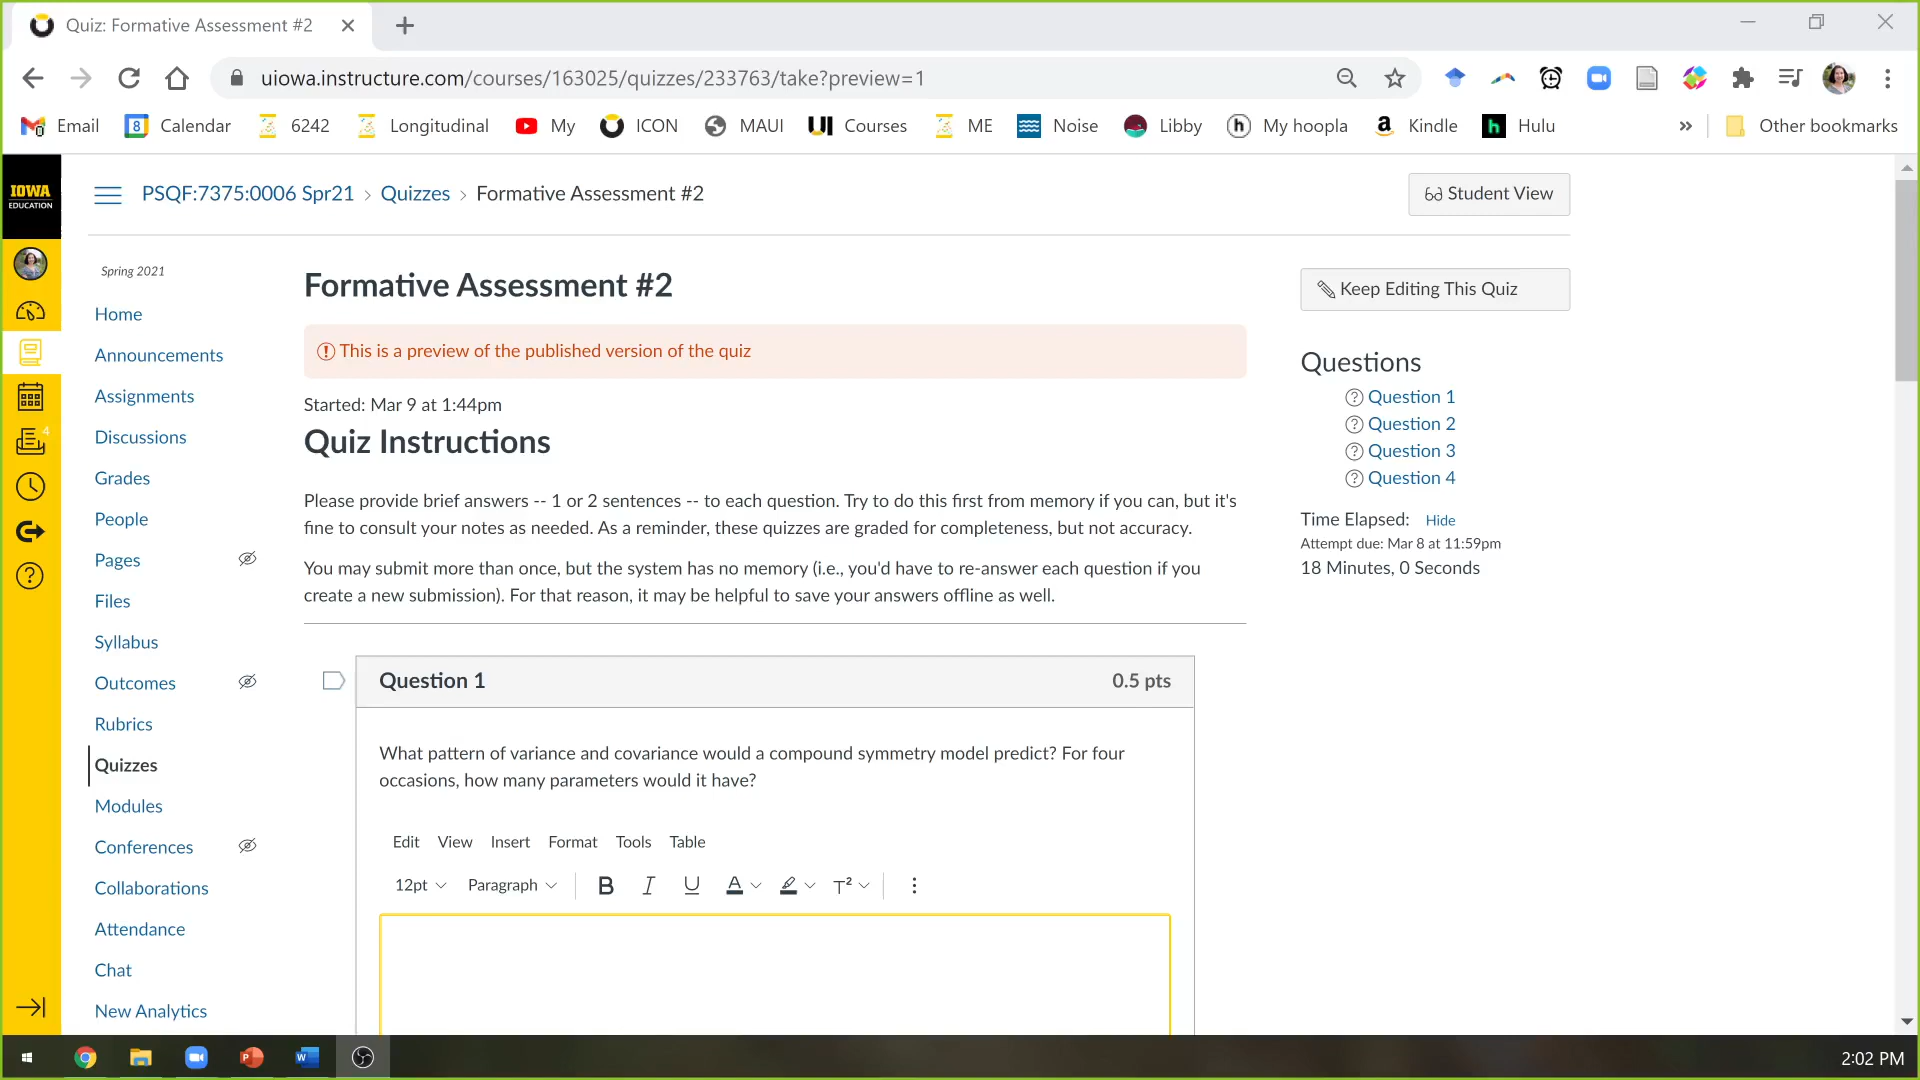 Quiz: Formative Assessment #2
uiowa.instructure.com/courses/163025/quizzes/233763/take?preview=1
Email 8 Calendar 6242 Longitudinal My ICON MAUI Courses ME Noise Libby h My hoopla a Kindle h Hulu » Other bookmarks
IOWA
EDUCATION
PSQF:7375:0006 Spr21 › Quizzes › Formative Assessment #2
Student View
Spring 2021
Home
Announcements
Assignments
Discussions
4
Grades
People
Pages
Files
Syllabus
Outcomes
Rubrics
Quizzes
Modules
Conferences
Collaborations
Attendance
Chat
New Analytics
Formative Assessment #2
This is a preview of the published version of the quiz
Started: Mar 9 at 1:44pm
Quiz Instructions
Please provide brief answers -- 1 or 2 sentences -- to each question. Try to do this first from memory if you can, but it's
fine to consult your notes as needed. As a reminder, these quizzes are graded for completeness, but not accuracy.
You may submit more than once, but the system has no memory (i.e., you'd have to re-answer each question if you
create a new submission). For that reason, it may be helpful to save your answers offline as well.
Question 1 0.5 pts
What pattern of variance and covariance would a compound symmetry model predict? For four
occasions, how many parameters would it have?
Edit View Insert Format Tools Table
12pt Paragraph B I U A T²
Keep Editing This Quiz
Questions
Question 1
Question 2
Question 3
Question 4
Time Elapsed: Hide
Attempt due: Mar 8 at 11:59pm
18 Minutes, 0 Seconds
2:02 PM